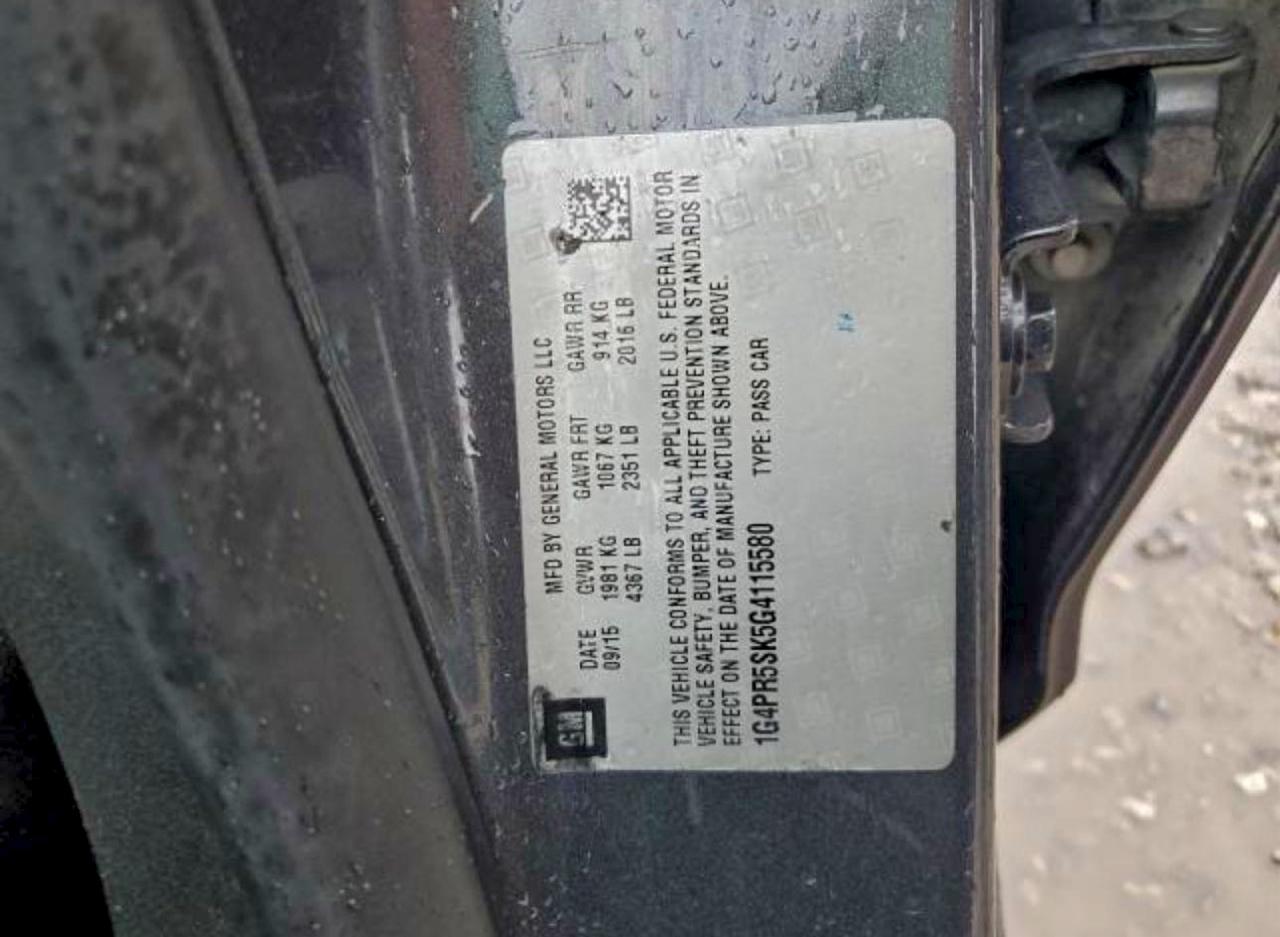 GM
MFD BY GENERAL MOTORS LLC
DATE GVWR GAWR FRT GAWR RR
09/15 1981 KG 1067 KG 914 KG
4367 LB 2351 LB 2016 LB
THIS VEHICLE CONFORMS TO ALL APPLICABLE U.S. FEDERAL MOTOR
VEHICLE SAFETY, BUMPER, AND THEFT PREVENTION STANDARDS IN
EFFECT ON THE DATE OF MANUFACTURE SHOWN ABOVE.
1G4PR5SK5G4115580 TYPE: PASS CAR